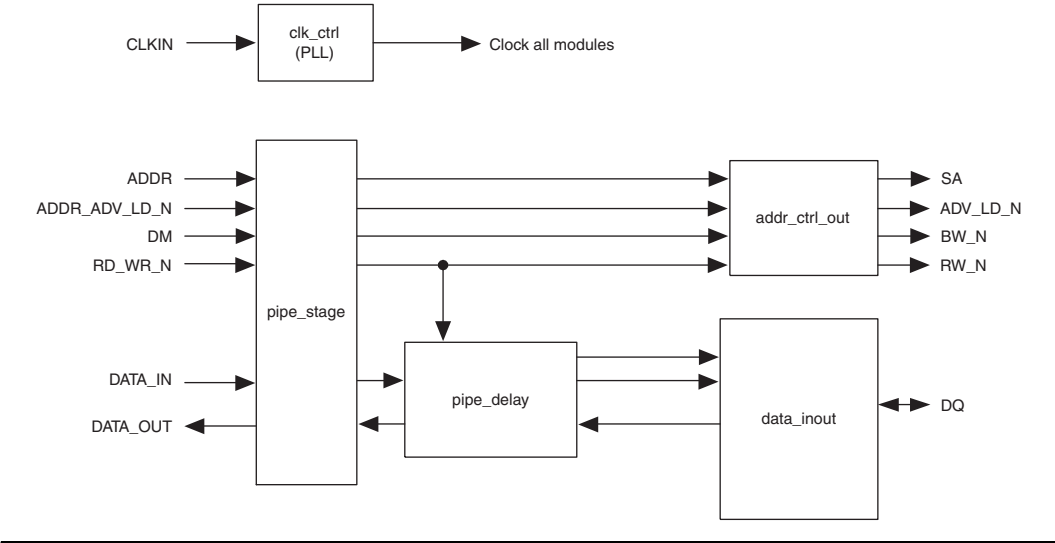 clk_ctrl
(PLL)
CLKIN
Clock all modules
ADDR
ADDR_ADV_LD_N
DM
RD_WR_N
pipe_stage
addr_ctrl_out
SA
ADV_LD_N
BW_N
RW_N
DATA_IN
DATA_OUT
pipe_delay
data_inout
DQ